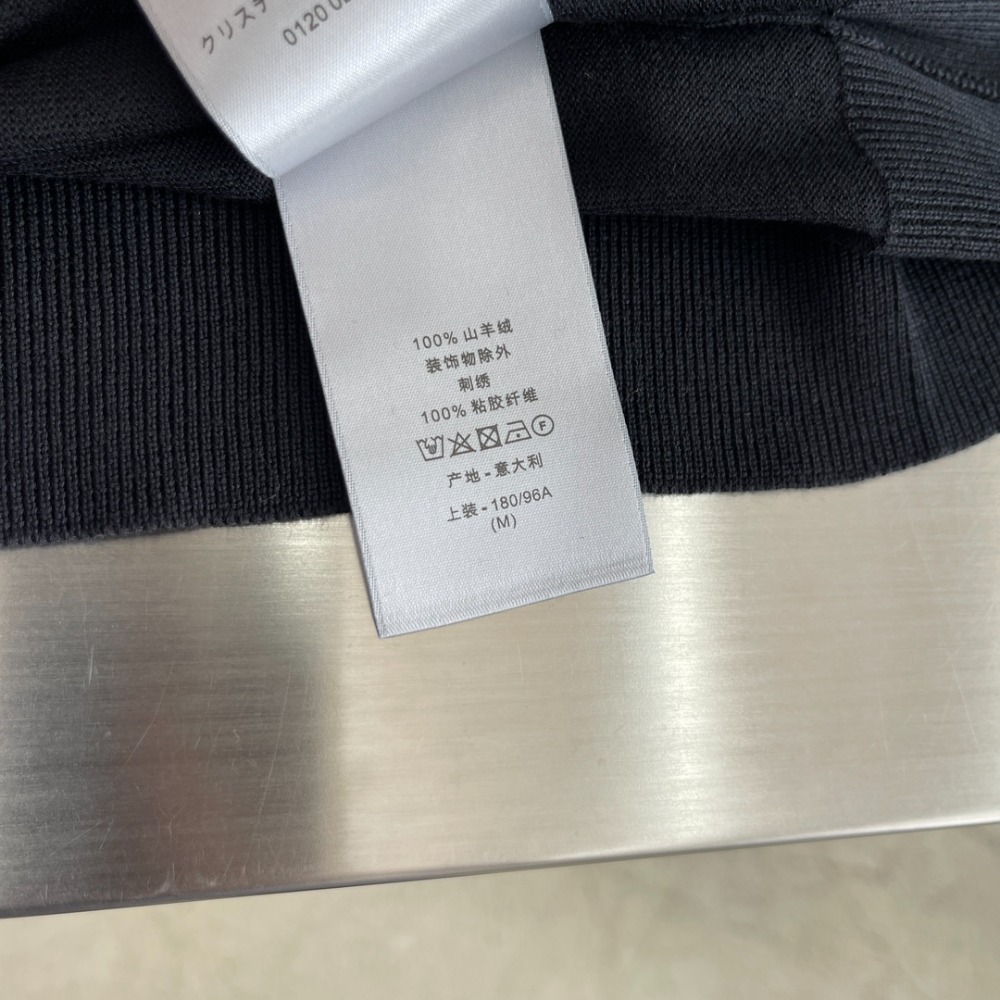 クリスチ
0120 02
100% 山羊绒
装饰物除外
刺绣
100% 粘胶纤维
F
产地 - 意大利
上装 - 180/96A
(M)